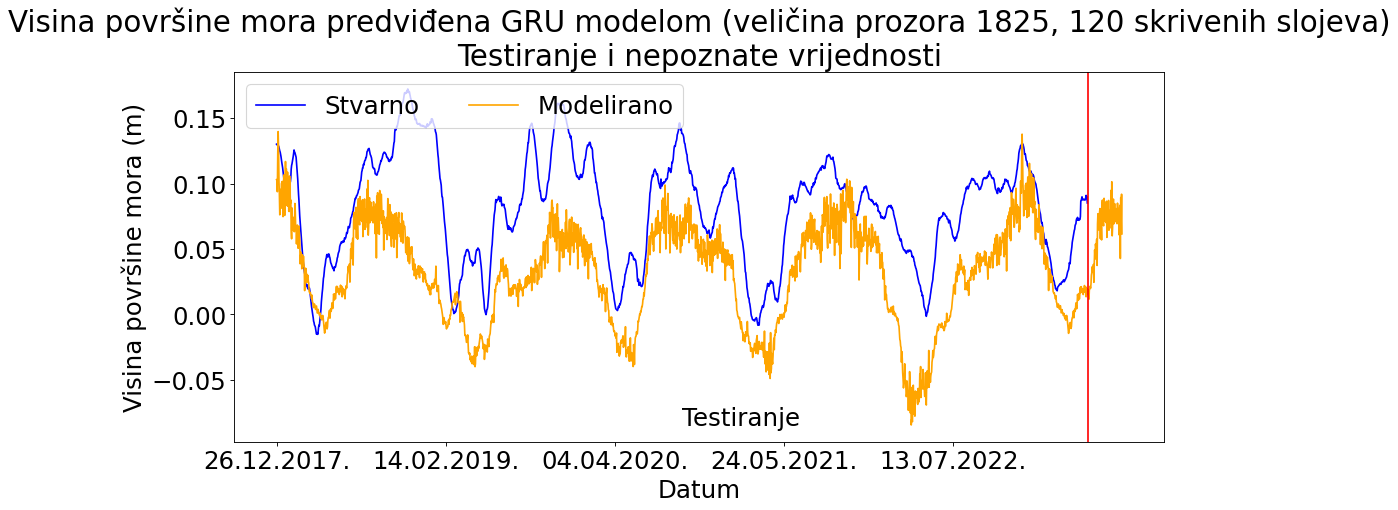 Visina površine mora predviđena GRU modelom (veličina prozora 1825, 120 skrivenih slojeva)
Testiranje i nepoznate vrijednosti
Stvarno
Modelirano
Visina površine mora (m)
0.15
0.10
0.05
0.00
−0.05
Testiranje
26.12.2017.
14.02.2019.
04.04.2020.
24.05.2021.
13.07.2022.
Datum